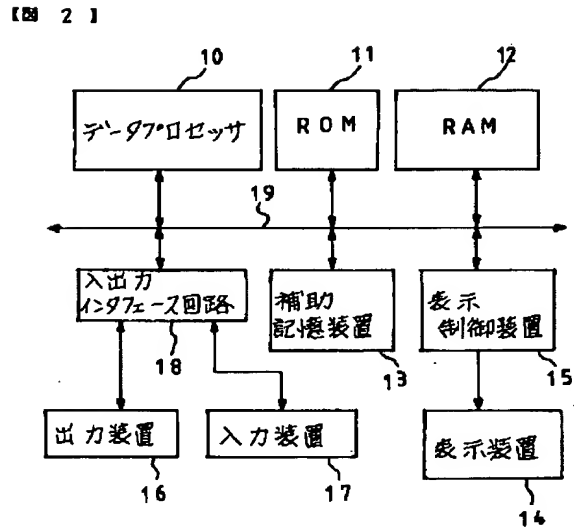 【図 2】
10
11
12
データプロセッサ
ROM
RAM
19
入出力
インタフェース回路
補助
記憶装置
表示
制御装置
18
13
15
出力装置
入力装置
表示装置
16
17
14